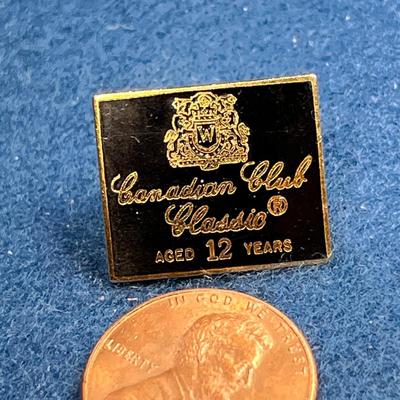 W
Canadian Club
Classic®
AGED 12 YEARS
IN GOD WE TRUST
LIBERTY